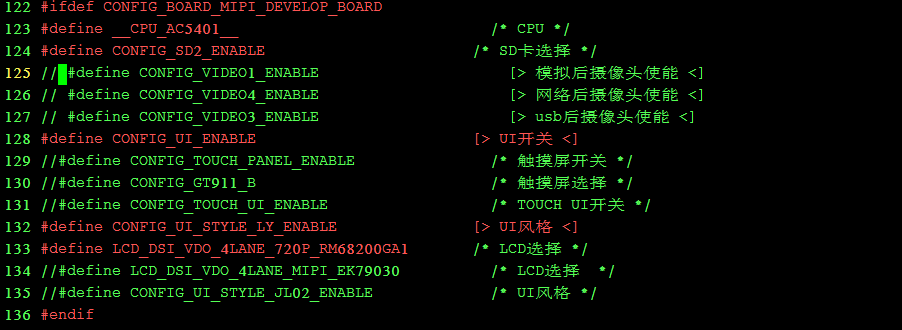 122 #ifdef CONFIG_BOARD_MIPI_DEVELOP_BOARD
123 #define __CPU_AC5401__ /* CPU */
124 #define CONFIG_SD2_ENABLE /* SD卡选择 */
125 // #define CONFIG_VIDEO1_ENABLE [> 模拟后摄像头使能 <]
126 // #define CONFIG_VIDEO4_ENABLE [> 网络后摄像头使能 <]
127 // #define CONFIG_VIDEO3_ENABLE [> usb后摄像头使能 <]
128 #define CONFIG_UI_ENABLE [> UI开关 <]
129 //#define CONFIG_TOUCH_PANEL_ENABLE /* 触摸屏开关 */
130 //#define CONFIG_GT911_B /* 触摸屏选择 */
131 //#define CONFIG_TOUCH_UI_ENABLE /* TOUCH UI开关 */
132 #define CONFIG_UI_STYLE_LY_ENABLE [> UI风格 <]
133 #define LCD_DSI_VDO_4LANE_720P_RM68200GA1 /* LCD选择 */
134 //#define LCD_DSI_VDO_4LANE_MIPI_EK79030 /* LCD选择  */
135 //#define CONFIG_UI_STYLE_JL02_ENABLE /* UI风格 */
136 #endif